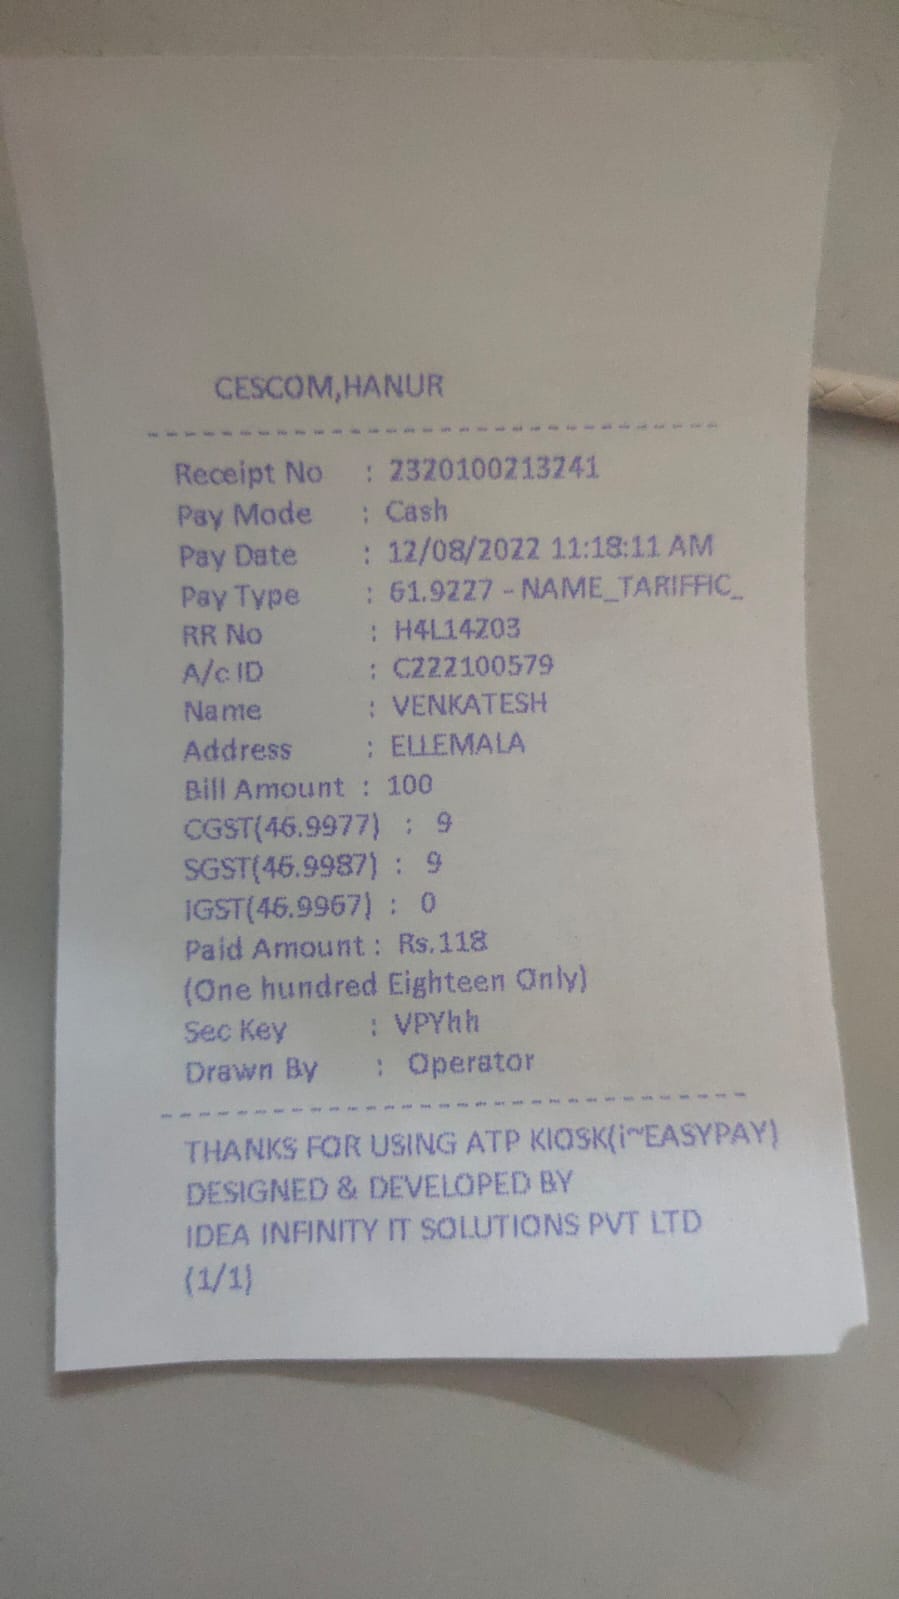 CESCOM,HANUR
--------------------------------
Receipt No : 2320100213241
Pay Mode : Cash
Pay Date : 12/08/2022 11:18:11 AM
Pay Type : 61.9227 - NAME_TARIFFIC_
RR No : H4L14203
A/c ID : C222100579
Name : VENKATESH
Address : ELLEMALA
Bill Amount : 100
CGST(46.9977) : 9
SGST(46.9987) : 9
IGST(46.9967) : 0
Paid Amount : Rs.118
(One hundred Eighteen Only)
Sec Key : VPYhh
Drawn By : Operator
--------------------------------
THANKS FOR USING ATP KIOSK(i~EASYPAY)
DESIGNED & DEVELOPED BY
IDEA INFINITY IT SOLUTIONS PVT LTD
(1/1)